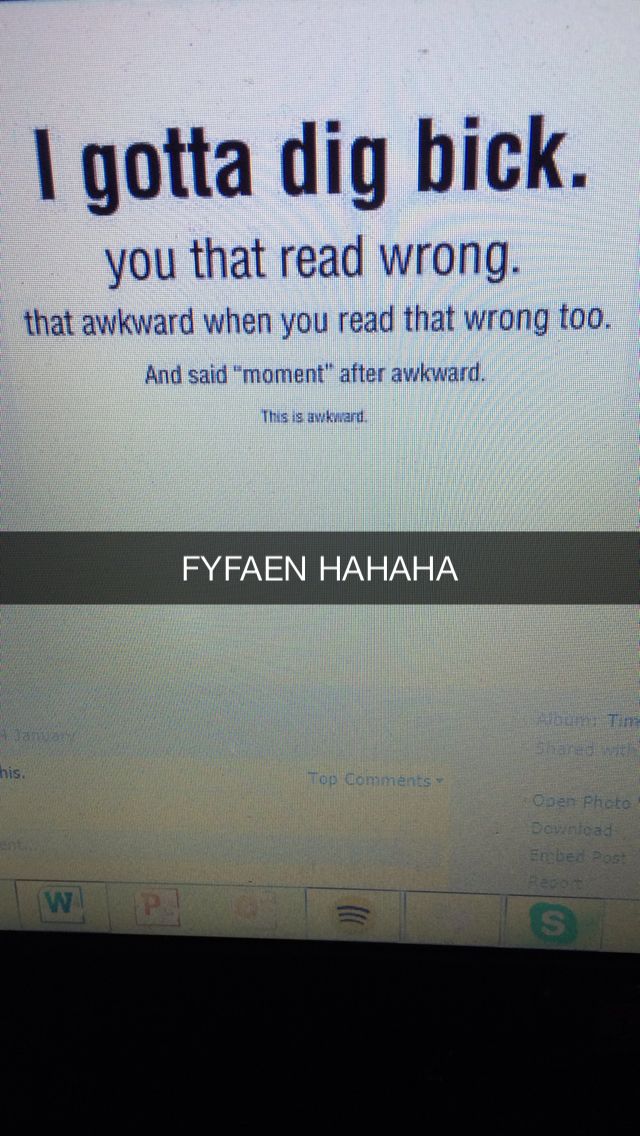 I gotta dig bick.
you that read wrong.
that awkward when you read that wrong too.
And said "moment" after awkward.
This is awkward.
FYFAEN HAHAHA
4 January
his.
Top Comments
ent...
Album: Tim
Shared with
Open Photo
Download
Embed Post
Report
W
P
S